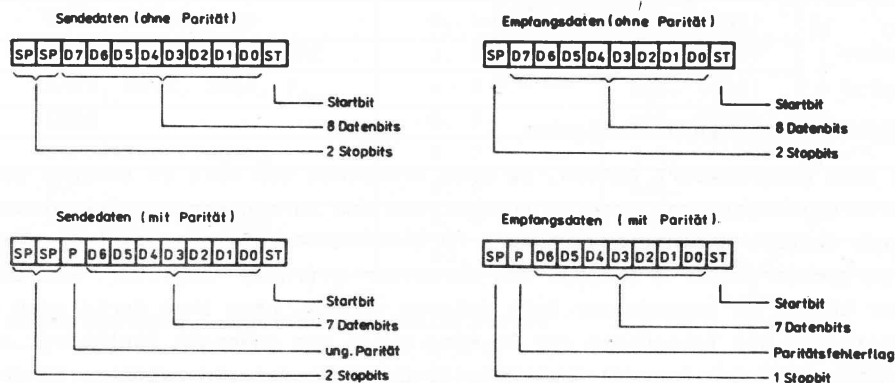 Sendedaten (ohne Parität)
SP SP D7 D6 D5 D4 D3 D2 D1 D0 ST
Startbit
8 Datenbits
2 Stopbits
Empfangsdaten (ohne Parität)
SP D7 D6 D5 D4 D3 D2 D1 D0 ST
Startbit
8 Datenbits
2 Stopbits
Sendedaten (mit Parität)
SP SP P D6 D5 D4 D3 D2 D1 D0 ST
Startbit
7 Datenbits
ung. Parität
2 Stopbits
Empfangsdaten (mit Parität)
SP P D6 D5 D4 D3 D2 D1 D0 ST
Startbit
7 Datenbits
Paritätsfehlerflag
1 Stopbit